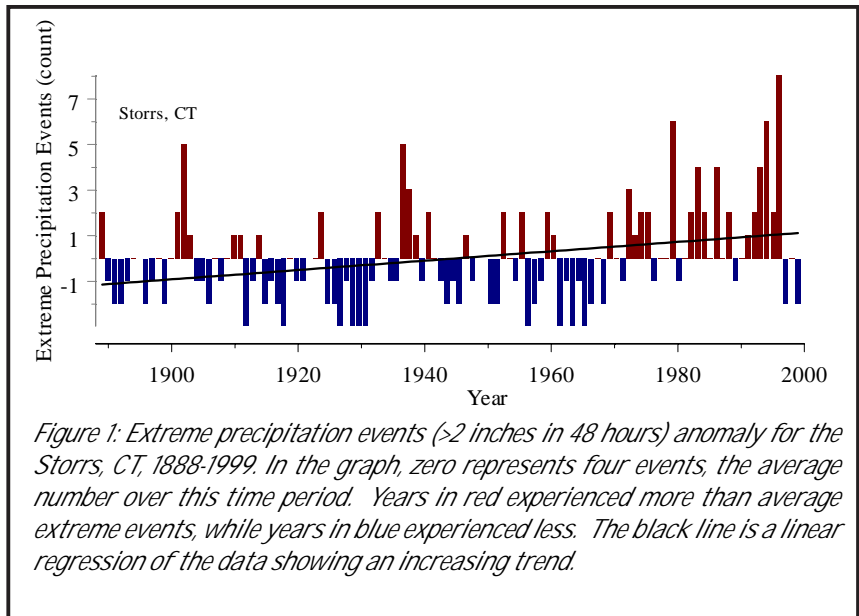 Extreme Precipitation Events (count)
7
5
3
1
-1
Storrs, CT
1900 1920 1940 1960 1980 2000
Year
Figure 1: Extreme precipitation events (>2 inches in 48 hours) anomaly for the
Storrs, CT, 1888-1999. In the graph, zero represents four events, the average
number over this time period. Years in red experienced more than average
extreme events, while years in blue experienced less. The black line is a linear
regression of the data showing an increasing trend.